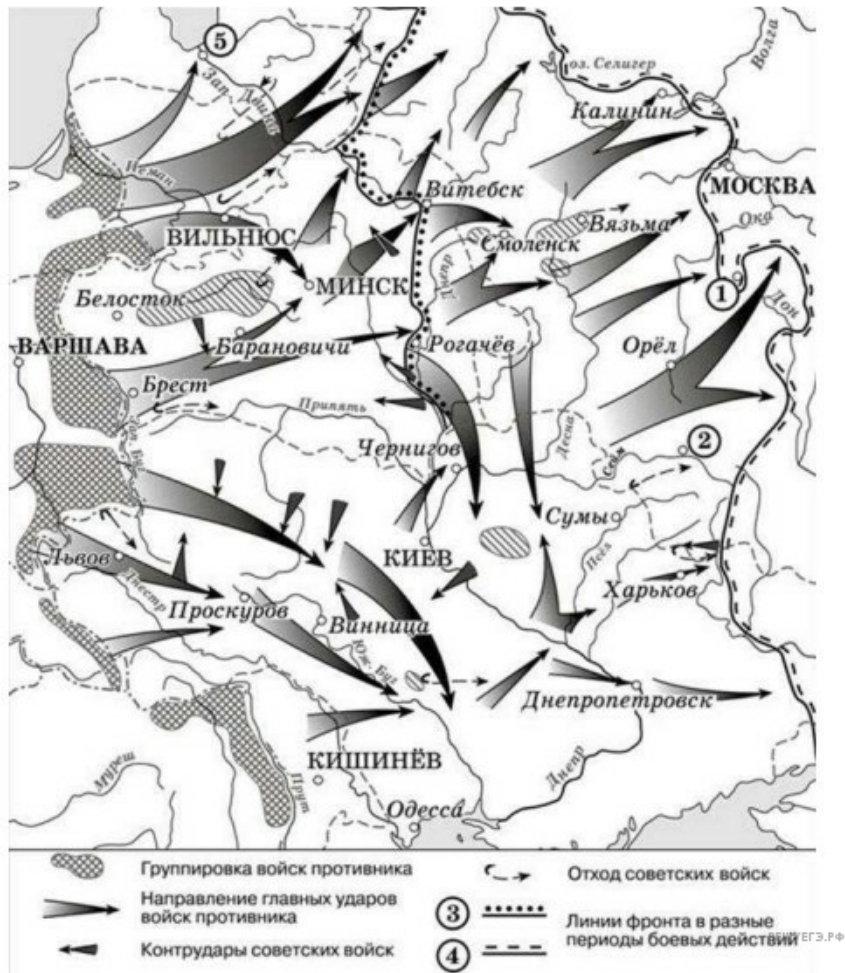 5
Зап. Двина
оз. Селигер
Волга
Калинин
Неман
МОСКВА
Витебск
Ока
ВИЛЬНЮС
Вязьма
Смоленск
Днепр
МИНСК
1
Дон
Белосток
ВАРШАВА
Барановичи
Рогачёв
Орёл
Брест
Припять
Десна
Зап. Буг
Чернигов
2
Сейм
Сумы
КИЕВ
Псёл
Львов
Днестр
Харьков
Проскуров
Винница
Юж. Буг
Днепропетровск
КИШИНЁВ
Муреш
Прут
Днепр
Одесса
Группировка войск противника
Направление главных ударов
войск противника
Контрудары советских войск
Отход советских войск
3
4
Линии фронта в разные
периоды боевых действий